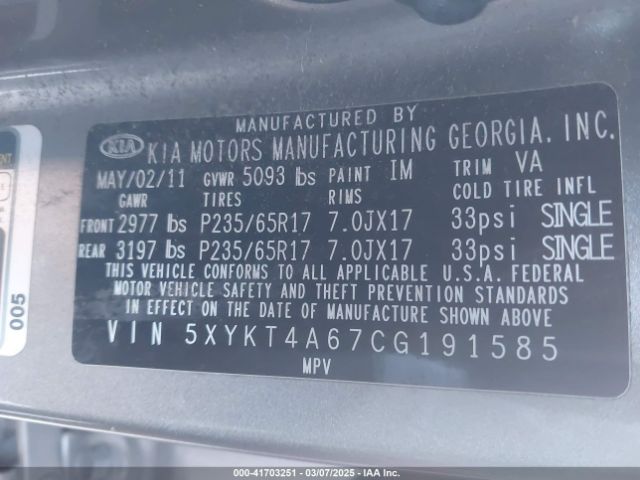 MANUFACTURED BY
KIA KIA MOTORS MANUFACTURING GEORGIA, INC.
MAY/02/11 GVWR 5093 lbs PAINT IM TRIM VA
GAWR TIRES RIMS COLD TIRE INFL
FRONT 2977 lbs P235/65R17 7.0JX17 33psi SINGLE
REAR 3197 lbs P235/65R17 7.0JX17 33psi SINGLE
THIS VEHICLE CONFORMS TO ALL APPLICABLE U.S.A. FEDERAL
MOTOR VEHICLE SAFETY AND THEFT PREVENTION STANDARDS
IN EFFECT ON THE DATE OF MANUFACTURE SHOWN ABOVE
VIN 5XYKT4A67CG191585
MPV
005
000-41703251 - 03/07/2025 - IAA Inc.